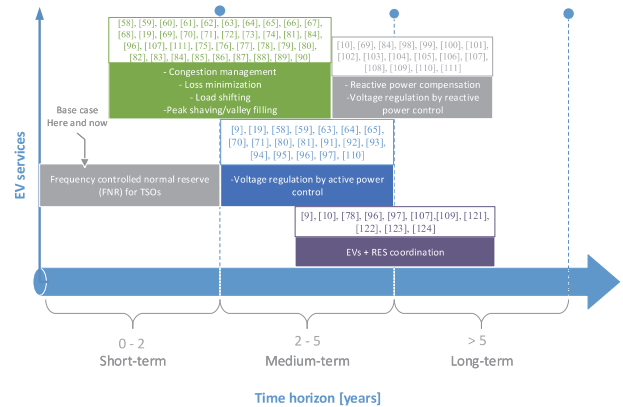 [58], [59], [60], [61], [62], [63], [64], [65], [66], [67]
[68], [19], [69], [70], [71], [72], [73], [74], [81], [84],
[96], [107], [111], [75], [76], [77], [78], [79], [80],
[82], [83], [84], [85], [86], [87], [88], [89], [90]
- Congestion management
- Loss minimization
- Load shifting
-Peak shaving/valley filling
[10], [69], [84], [98], [99], [100], [101],
[102], [103], [104], [105], [106], [107],
[108], [109], [110], [111]
- Reactive power compensation
-Voltage regulation by reactive
power control
Base case
Here and now
[9], [19], [58], [59], [63], [64], [65],
[70], [71], [80], [81], [91], [92], [93],
[94], [95], [96], [97], [110]
Frequency controlled normal reserve
(FNR) for TSOs
-Voltage regulation by active power
control
[9], [10], [78], [96], [97], [107],[109], [121],
[122], [123], [124]
EVs + RES coordination
EV services
0 - 2
Short-term
2 - 5
Medium-term
> 5
Long-term
Time horizon [years]